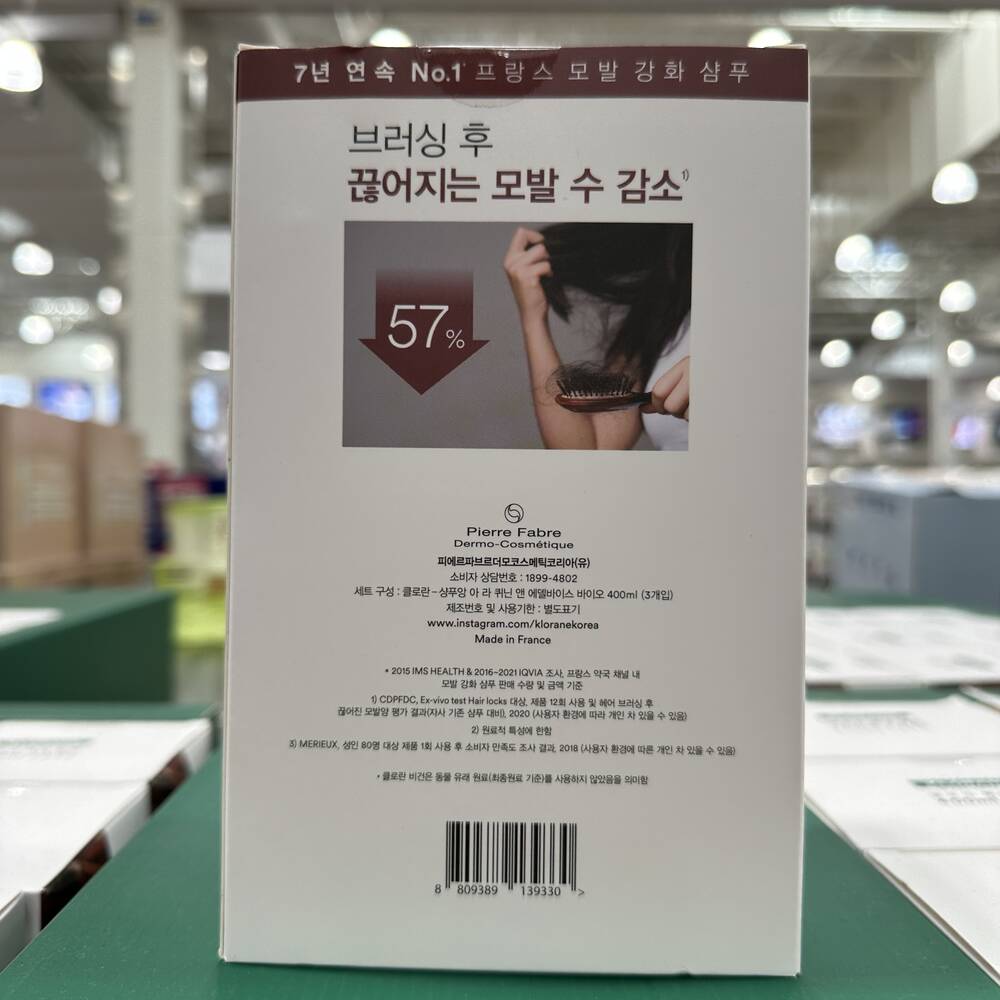 7년 연속 No.1* 프랑스 모발 강화 샴푸
브러싱 후
끊어지는 모발 수 감소1)
57%
Pierre Fabre
Dermo-Cosmétique
피에르파브르더모코스메틱코리아(유)
소비자 상담번호 : 1899-4802
세트 구성 : 클로란-샹푸앙 아 라 퀴닌 앤 에델바이스 바이오 400ml (3개입)
제조번호 및 사용기한 : 별도표기
www.instagram.com/kloranekorea
Made in France
* 2015 IMS HEALTH & 2016~2021 IQVIA 조사, 프랑스 약국 채널 내
모발 강화 샴푸 판매 수량 및 금액 기준
1) CDPFDC, Ex-vivo test Hair locks 대상, 제품 12회 사용 및 헤어 브러싱 후
끊어진 모발양 평가 결과(자사 기존 샴푸 대비), 2020 (사용자 환경에 따라 개인 차 있을 수 있음)
2) 원료적 특성에 한함
3) MERIEUX, 성인 80명 대상 제품 1회 사용 후 소비자 만족도 조사 결과, 2018 (사용자 환경에 따른 개인 차 있을 수 있음)
* 클로란 비건은 동물 유래 원료(최종원료 기준)를 사용하지 않았음을 의미함
8 809389 139330 >